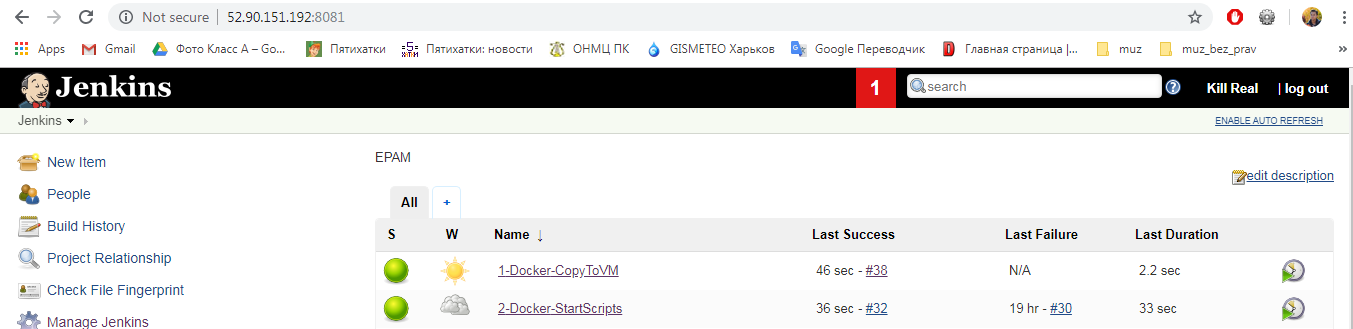 Not secure | 52.90.151.192:8081
Apps Gmail Фото Класс А – Go... Пятихатки Пятихатки: новости ОНМЦ ПК GISMETEO Харьков Google Переводчик Главная страница |... muz muz_bez_prav »
Jenkins 1 search ? Kill Real | log out
Jenkins ENABLE AUTO REFRESH
New Item
People
Build History
Project Relationship
Check File Fingerprint
Manage Jenkins
EPAM
edit description
All +
S W Name ↓ Last Success Last Failure Last Duration
1-Docker-CopyToVM 46 sec - #38 N/A 2.2 sec
2-Docker-StartScripts 36 sec - #32 19 hr - #30 33 sec